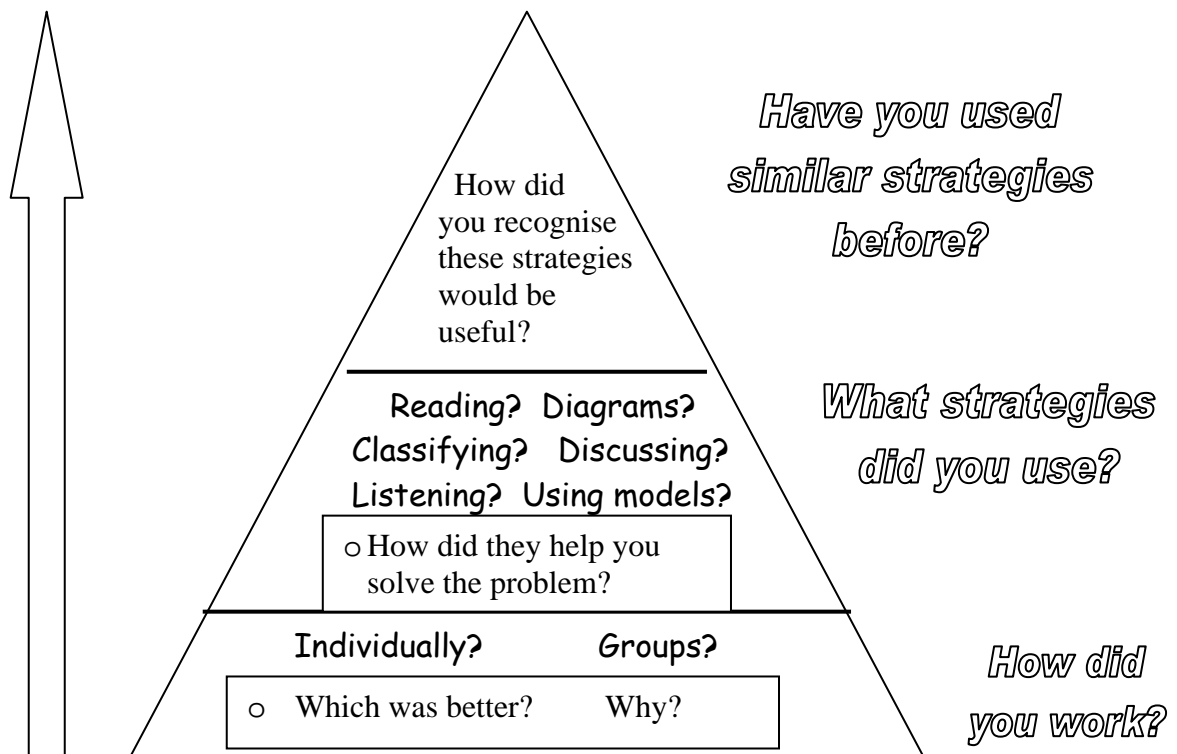 Have you used
similar strategies
before?
How did
you recognise
these strategies
would be
useful?
Reading? Diagrams?
Classifying? Discussing?
Listening? Using models?
What strategies
did you use?
o How did they help you
solve the problem?
Individually? Groups?
o Which was better? Why?
How did
you work?